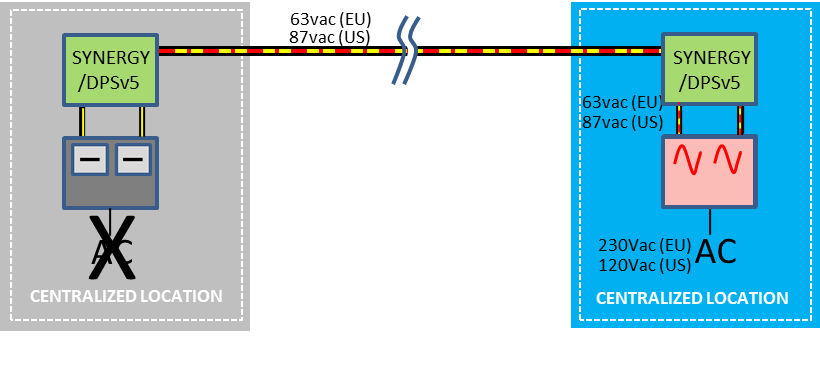 63vac (EU)
87vac (US)
SYNERGY
/DPSv5
SYNERGY
/DPSv5
63vac (EU)
87vac (US)
AC
230Vac (EU)
120Vac (US)
AC
CENTRALIZED LOCATION
CENTRALIZED LOCATION